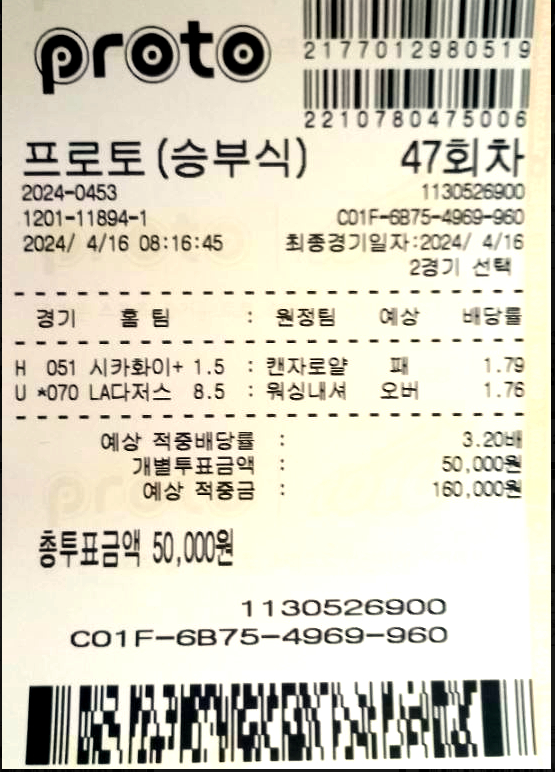 proto
2177012980519
2210780475006
프로토(승부식) 47회차
2024-0453 1130526900
1201-11894-1 C01F-6B75-4969-960
2024/ 4/16 08:16:45 최종경기일자:2024/ 4/16
2경기 선택
경기 홈 팀 : 원정팀 예상 배당률
H 051 시카화이+ 1.5 : 캔자로얄 패 1.79
U *070 LA다저스 8.5 : 워싱내셔 오버 1.76
예상 적중배당률 : 3.20배
개별투표금액 : 50,000원
예상 적중금 : 160,000원
총투표금액 50,000원
1130526900
C01F-6B75-4969-960